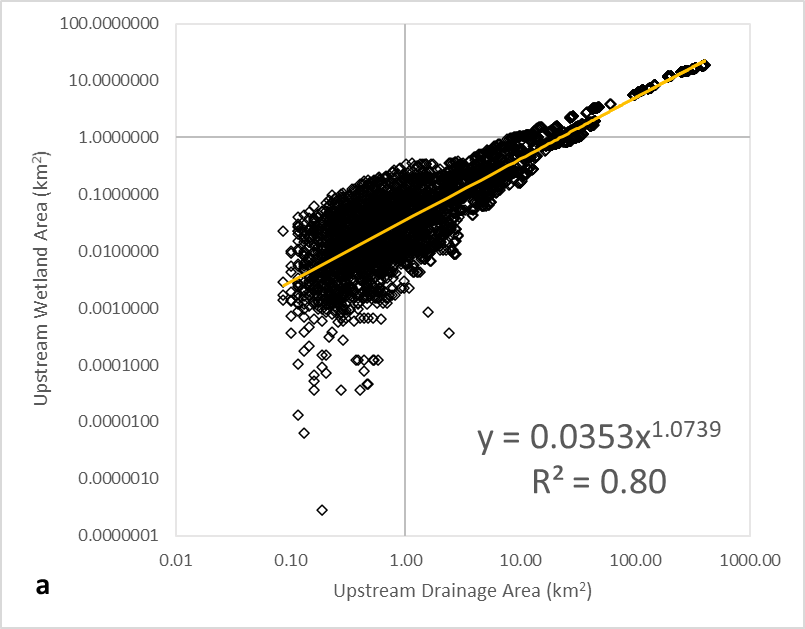 100.0000000
10.0000000
1.0000000
0.1000000
0.0100000
0.0010000
0.0001000
0.0000100
0.0000010
0.0000001
Upstream Wetland Area (km²)
y = 0.0353x¹·⁰⁷³⁹
R² = 0.80
0.01 0.10 1.00 10.00 100.00 1000.00
a
Upstream Drainage Area (km²)